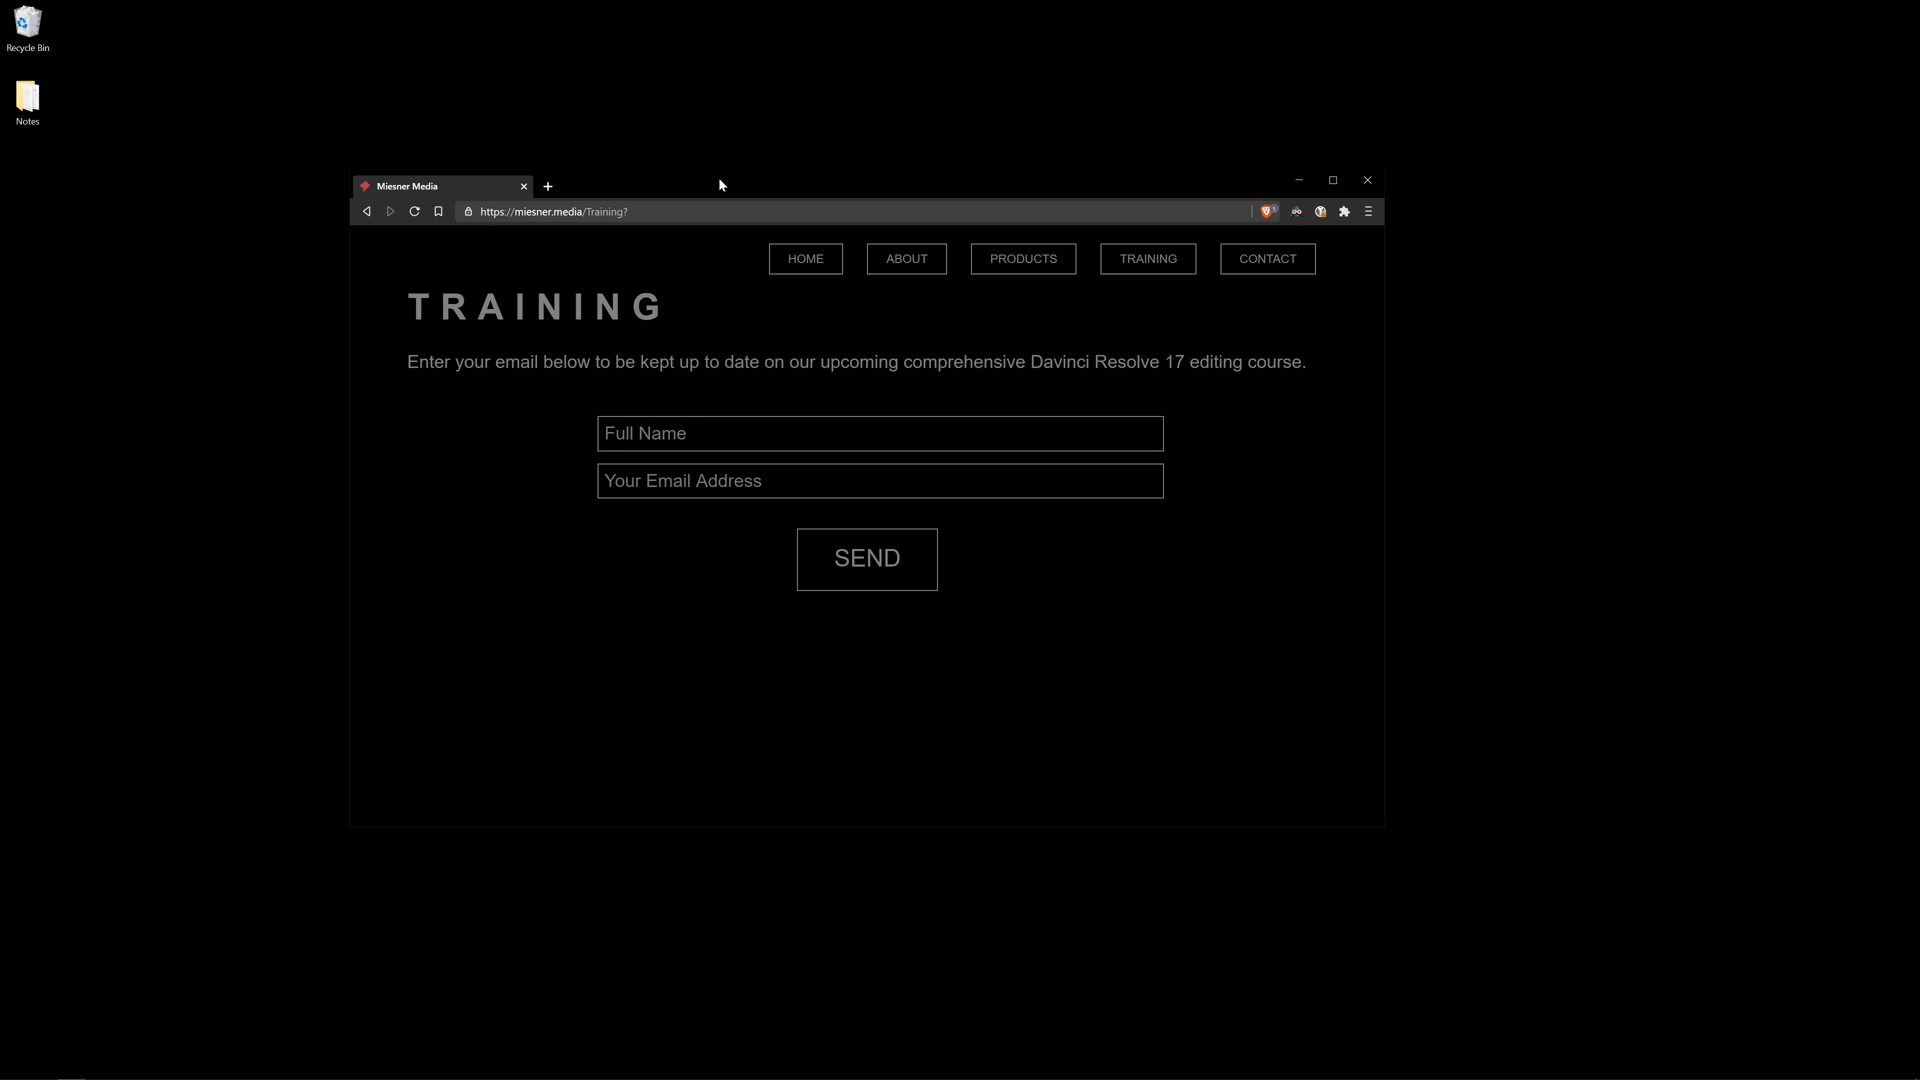 Recycle Bin
Notes
Miesner Media
https://miesner.media/Training?
1
HOME
ABOUT
PRODUCTS
TRAINING
CONTACT
TRAINING
Enter your email below to be kept up to date on our upcoming comprehensive Davinci Resolve 17 editing course.
Full Name
Your Email Address
SEND